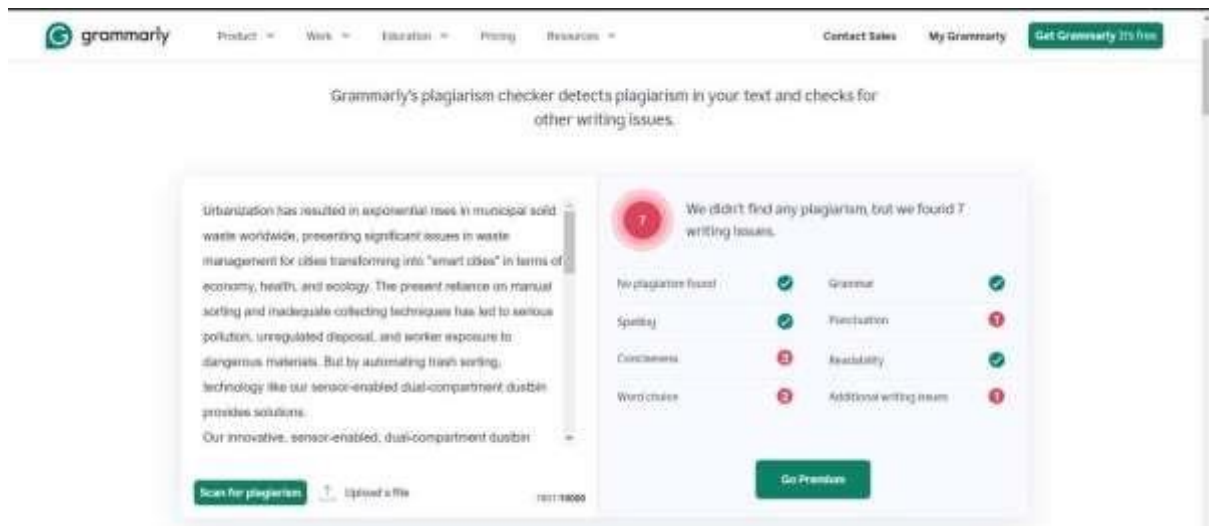 grammarly
Product Work Education Pricing Resources Contact Sales My Grammarly Get Grammarly It's free
Grammarly's plagiarism checker detects plagiarism in your text and checks for
other writing issues.
Urbanization has resulted in exponential rises in municipal solid
waste worldwide, presenting significant issues in waste
management for cities transforming into "smart cities" in terms of
economy, health, and ecology. The present reliance on manual
sorting and inadequate collecting techniques has led to serious
pollution, unregulated disposal, and worker exposure to
dangerous materials. But by automating trash sorting,
technology like our sensor-enabled dual-compartment dustbin
provides solutions.
Our innovative, sensor-enabled, dual-compartment dustbin
Scan for plagiarism Upload a file /10000
7
We didn't find any plagiarism, but we found 7
writing issues.
No plagiarism found Grammar
Spelling Punctuation 1
Conciseness 3 Readability
Word choice 2 Additional writing issues 1
Go Premium